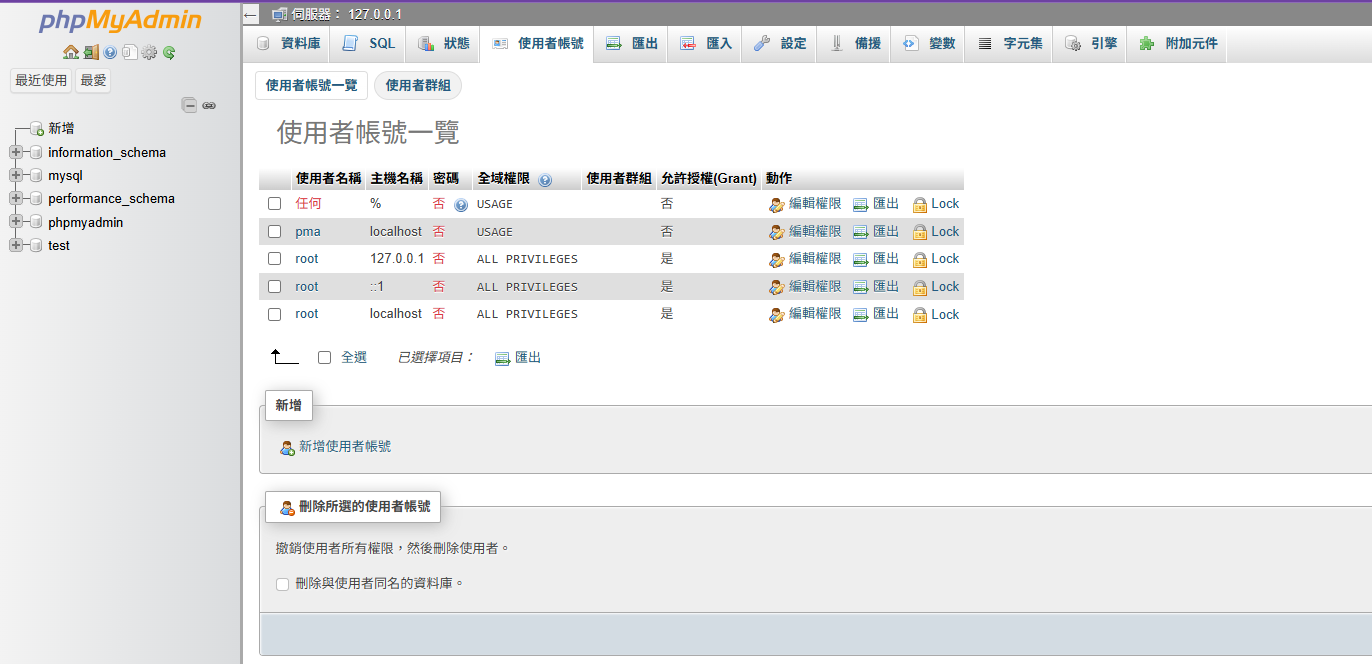 phpMyAdmin
最近使用 最愛
新增
information_schema
mysql
performance_schema
phpmyadmin
test
伺服器： 127.0.0.1
資料庫 SQL 狀態 使用者帳號 匯出 匯入 設定 備援 變數 字元集 引擎 附加元件
使用者帳號一覽 使用者群組
使用者帳號一覽
使用者名稱 主機名稱 密碼 全域權限 使用者群組 允許授權(Grant) 動作
任何 % 否 USAGE 否 編輯權限 匯出 Lock
pma localhost 否 USAGE 否 編輯權限 匯出 Lock
root 127.0.0.1 否 ALL PRIVILEGES 是 編輯權限 匯出 Lock
root ::1 否 ALL PRIVILEGES 是 編輯權限 匯出 Lock
root localhost 否 ALL PRIVILEGES 是 編輯權限 匯出 Lock
全選 已選擇項目： 匯出
新增
新增使用者帳號
刪除所選的使用者帳號
撤銷使用者所有權限，然後刪除使用者。
刪除與使用者同名的資料庫。